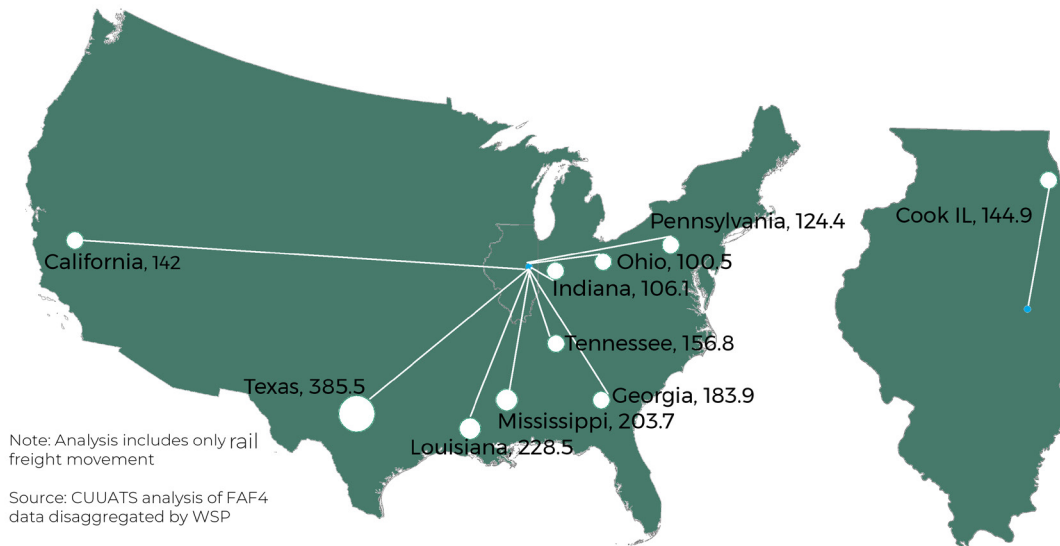 Pennsylvania, 124.4
Cook IL, 144.9
California, 142
Ohio, 100.5
Indiana, 106.1
Tennessee, 156.8
Texas, 385.5
Georgia, 183.9
Mississippi, 203.7
Louisiana, 228.5
Note: Analysis includes only rail
freight movement
Source: CUUATS analysis of FAF4
data disaggregated by WSP